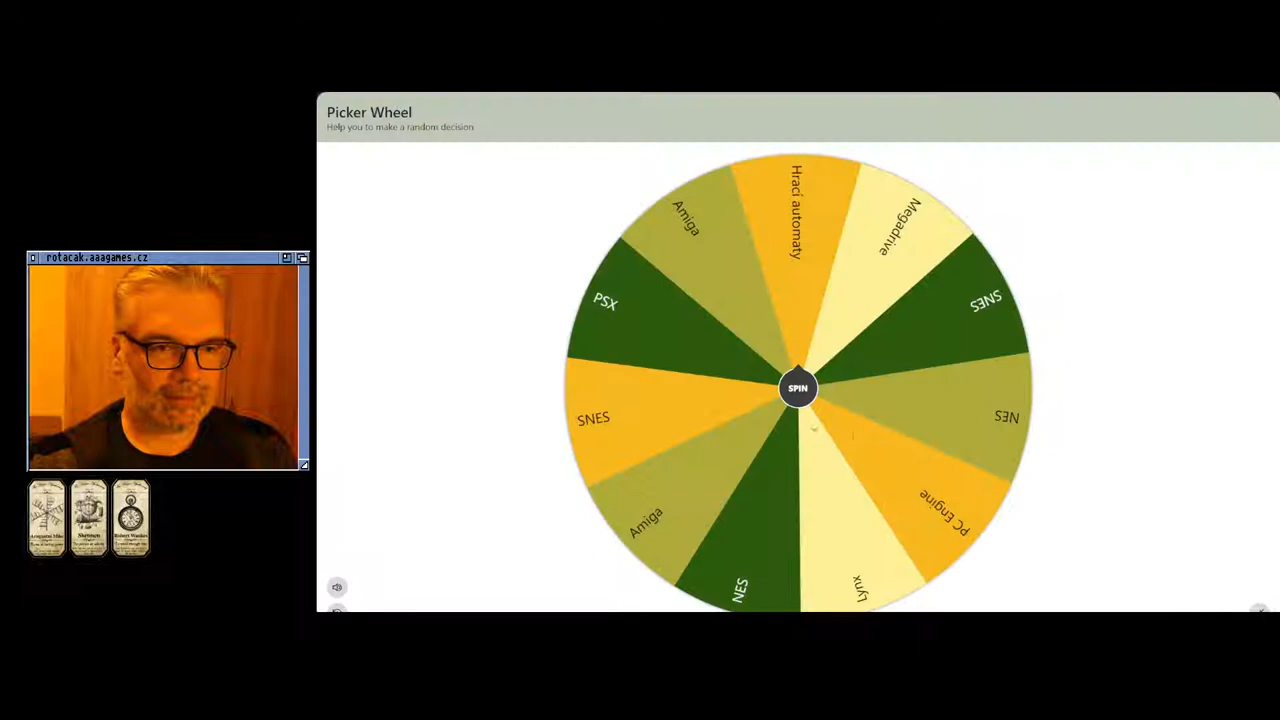 Picker Wheel
Help you to make a random decision
Hrací automaty
Megadrive
SNES
NES
PC Engine
Lynx
NES
Amiga
SNES
PSX
Amiga
SPIN
rotacak.aaagames.cz